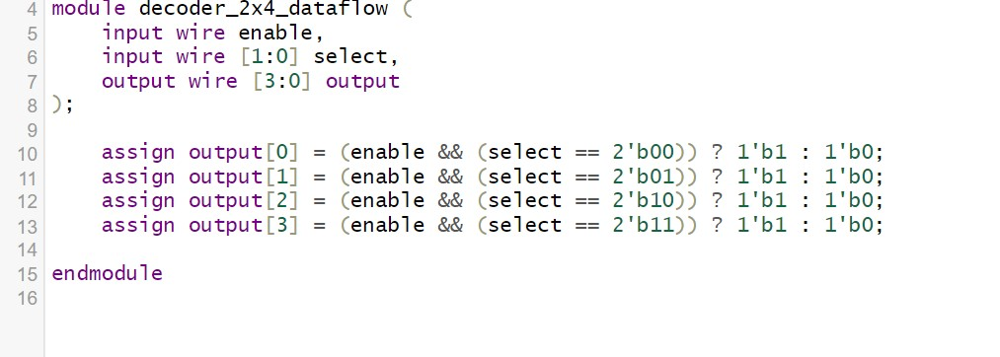 4 module decoder_2x4_dataflow (
5     input wire enable,
6     input wire [1:0] select,
7     output wire [3:0] output
8 );
9
10     assign output[0] = (enable && (select == 2'b00)) ? 1'b1 : 1'b0;
11     assign output[1] = (enable && (select == 2'b01)) ? 1'b1 : 1'b0;
12     assign output[2] = (enable && (select == 2'b10)) ? 1'b1 : 1'b0;
13     assign output[3] = (enable && (select == 2'b11)) ? 1'b1 : 1'b0;
14
15 endmodule
16